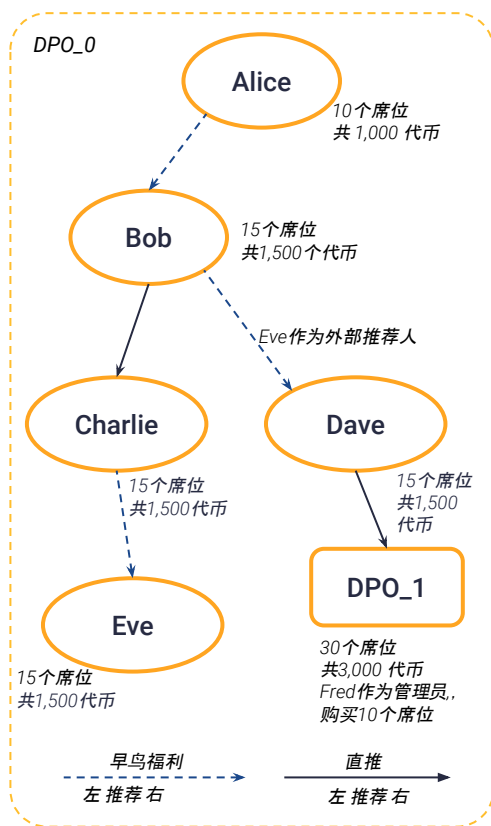 DPO_0
Alice
10个席位
共 1,000 代币
Bob
15个席位
共1,500个代币
Eve作为外部推荐人
Charlie
Dave
15个席位
共1,500代币
15个席位
共1,500
代币
Eve
DPO_1
15个席位
共1,500代币
30个席位
共3,000 代币
Fred作为管理员,,
购买10个席位
早鸟福利
左 推荐 右
直推
左 推荐 右